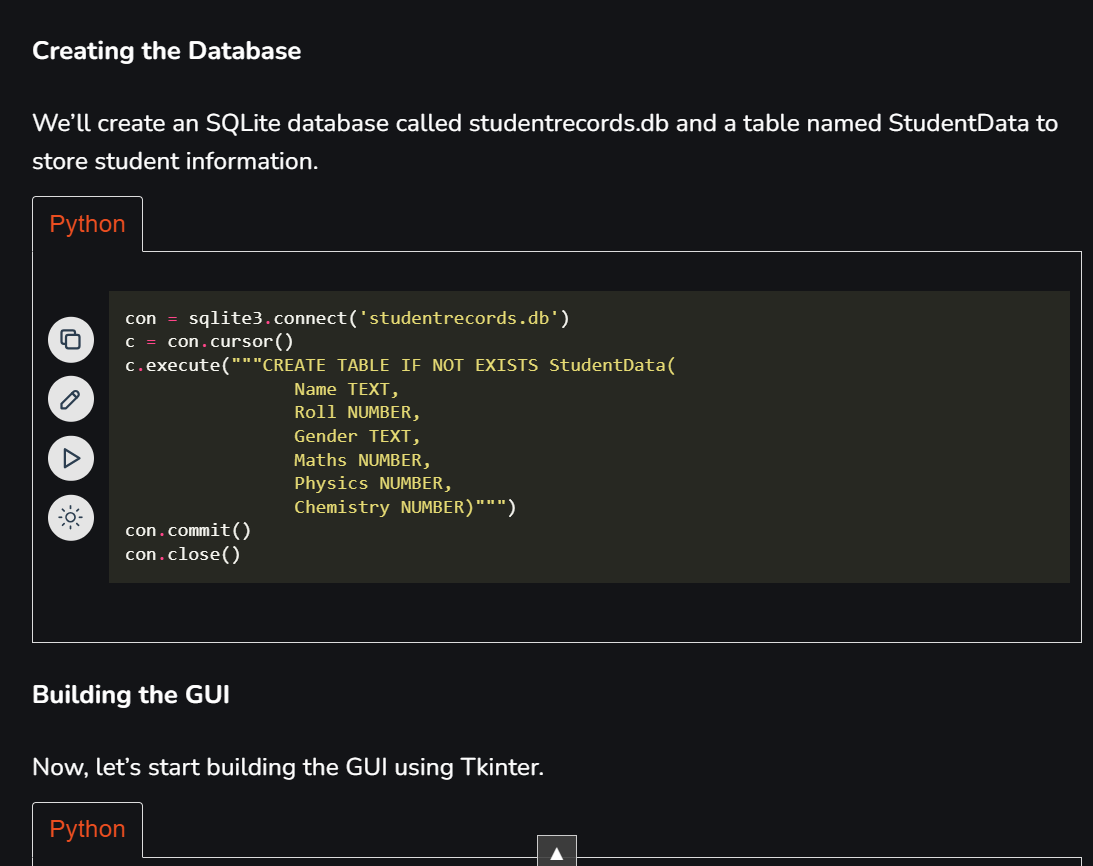 Creating the Database
We’ll create an SQLite database called studentrecords.db and a table named StudentData to
store student information.
Python
con = sqlite3.connect('studentrecords.db')
c = con.cursor()
c.execute("""CREATE TABLE IF NOT EXISTS StudentData(
                Name TEXT,
                Roll NUMBER,
                Gender TEXT,
                Maths NUMBER,
                Physics NUMBER,
                Chemistry NUMBER)""")
con.commit()
con.close()
Building the GUI
Now, let’s start building the GUI using Tkinter.
Python